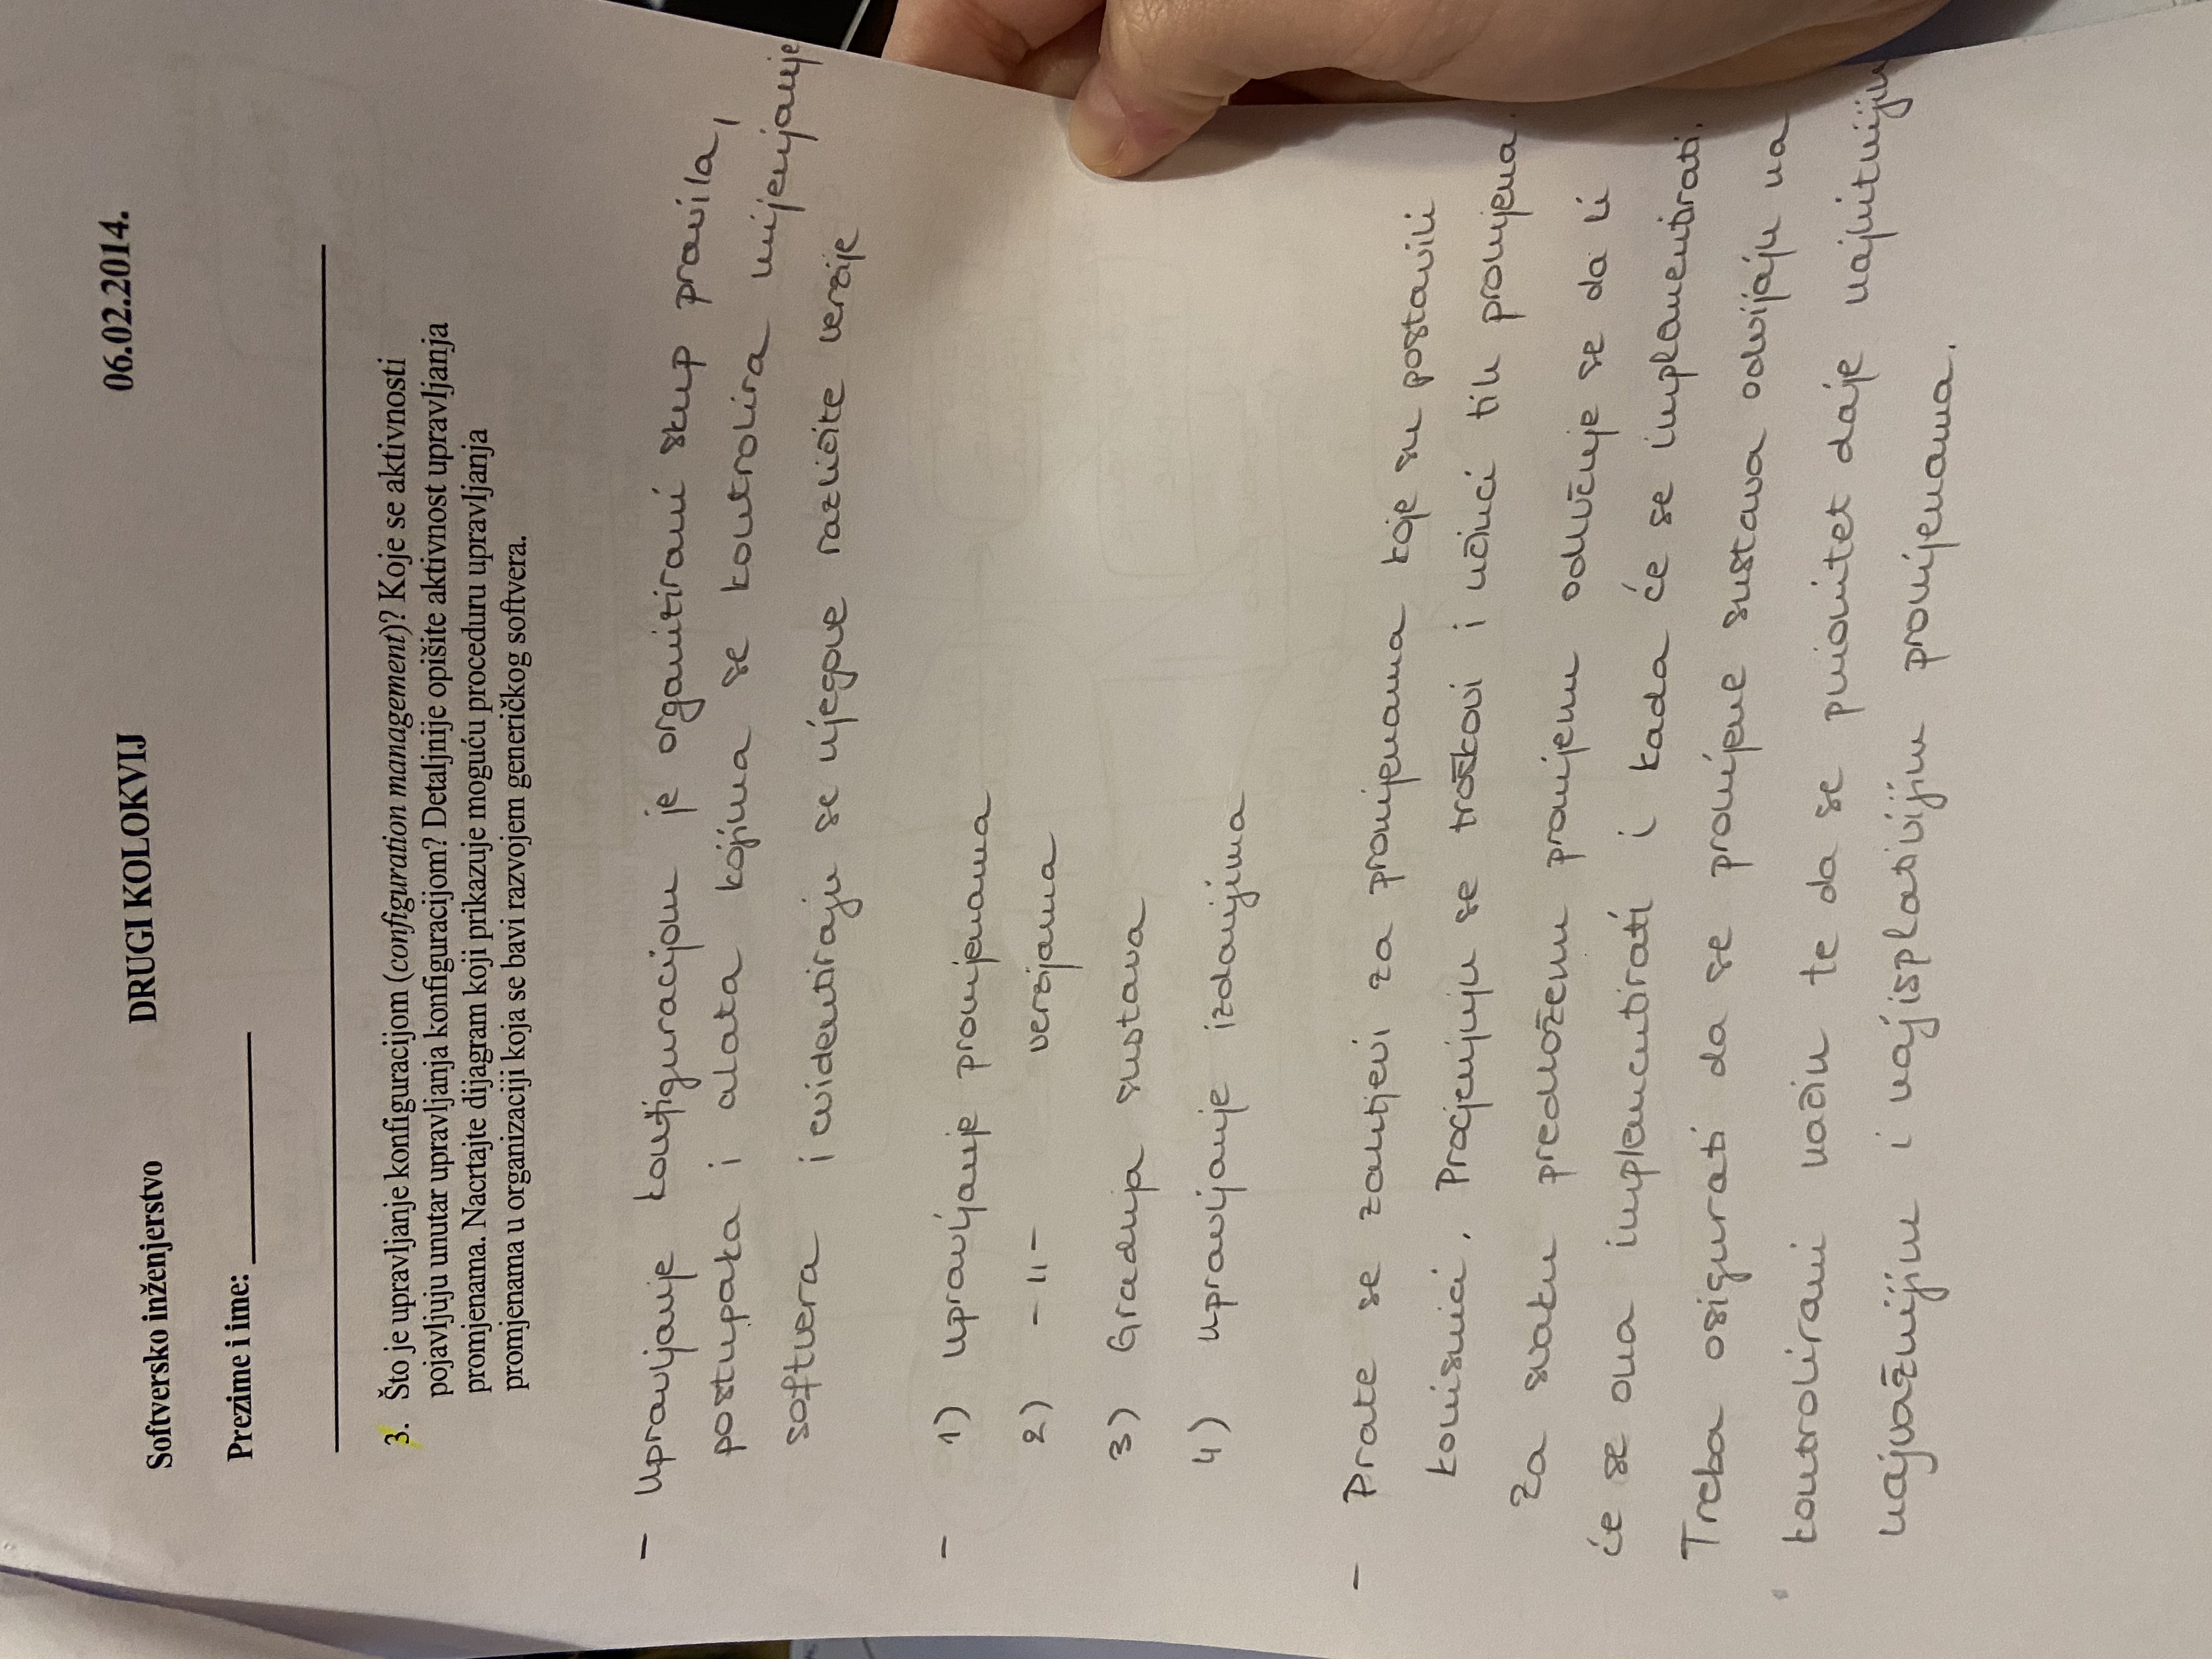 Softversko inženjerstvo DRUGI KOLOKVIJ 06.02.2014.
Prezime i ime:
3. Što je upravljanje konfiguracijom (configuration management)? Koje se aktivnosti
pojavljuju unutar upravljanja konfiguracijom? Detaljnije opišite aktivnost upravljanja
promjenama. Nacrtajte dijagram koji prikazuje moguću proceduru upravljanja
promjenama u organizaciji koja se bavi razvojem generičkog softvera.
- Upravljanje konfiguracijom je organizirani skup pravila,
postupaka i alata kojima se kontrolira mijenjanje
softvera i evidentiraju se njegove različite verzije
- 1) Upravljanje promjenama
2) -11- verzijama
3) Gradnja sustava
4) Upravljanje izdanjima
- Prate se zahtjevi za promjenama koje su postavili
korisnici. Procjenjuju se troškovi i učinci tih promjena.
Za svaku predloženu promjenu odlučuje se da li
će se ona implementirati i kada će se implementirati.
Treba osigurati da se promjene sustava odvijaju na
kontrolirani način te da se prioritet daje najhitnijim
najvažnijim i najisplativijim promjenama.